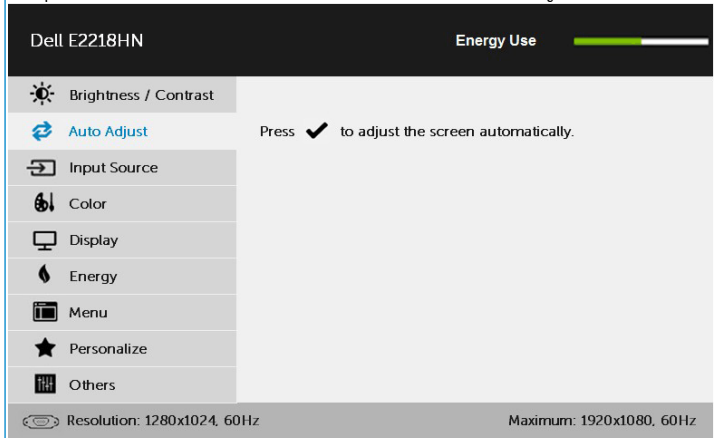 Dell E2218HN Energy Use
Brightness / Contrast
Auto Adjust Press ✔ to adjust the screen automatically.
Input Source
Color
Display
Energy
Menu
Personalize
Others
Resolution: 1280x1024, 60Hz Maximum: 1920x1080, 60Hz